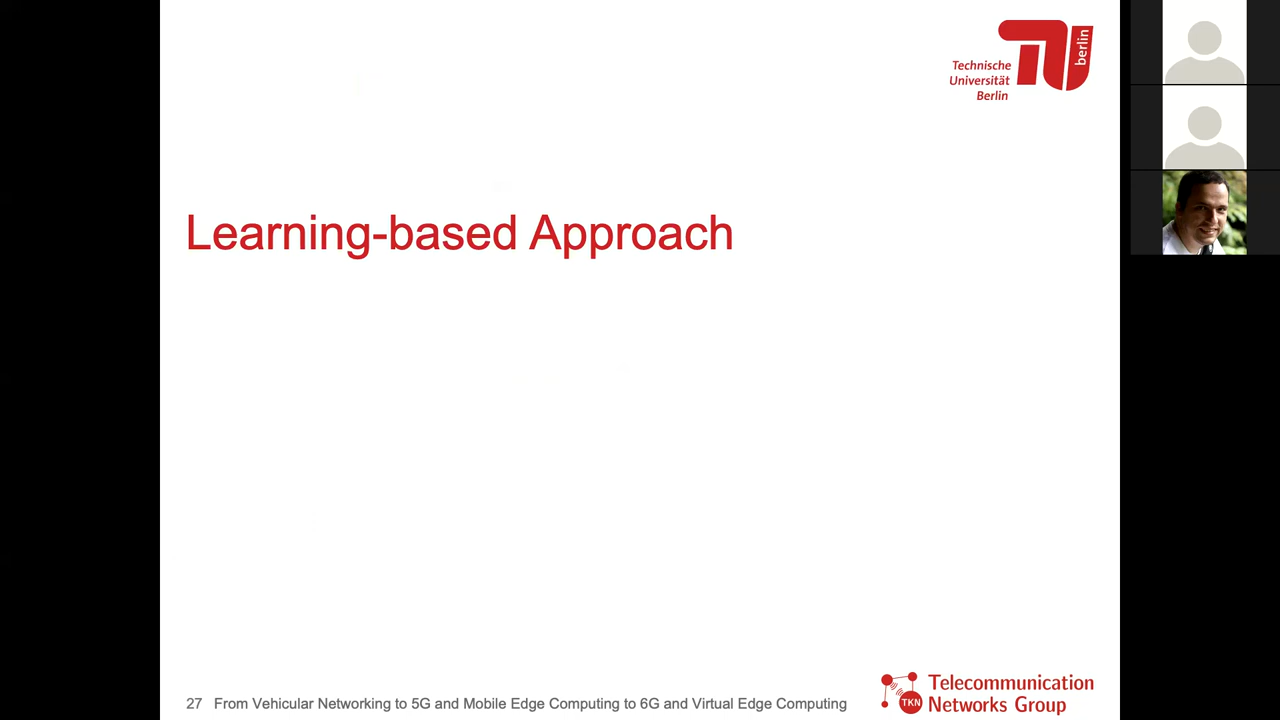 Technische
Universität
Berlin
berlin
Learning-based Approach
27 From Vehicular Networking to 5G and Mobile Edge Computing to 6G and Virtual Edge Computing
TKN
Telecommunication
Networks Group